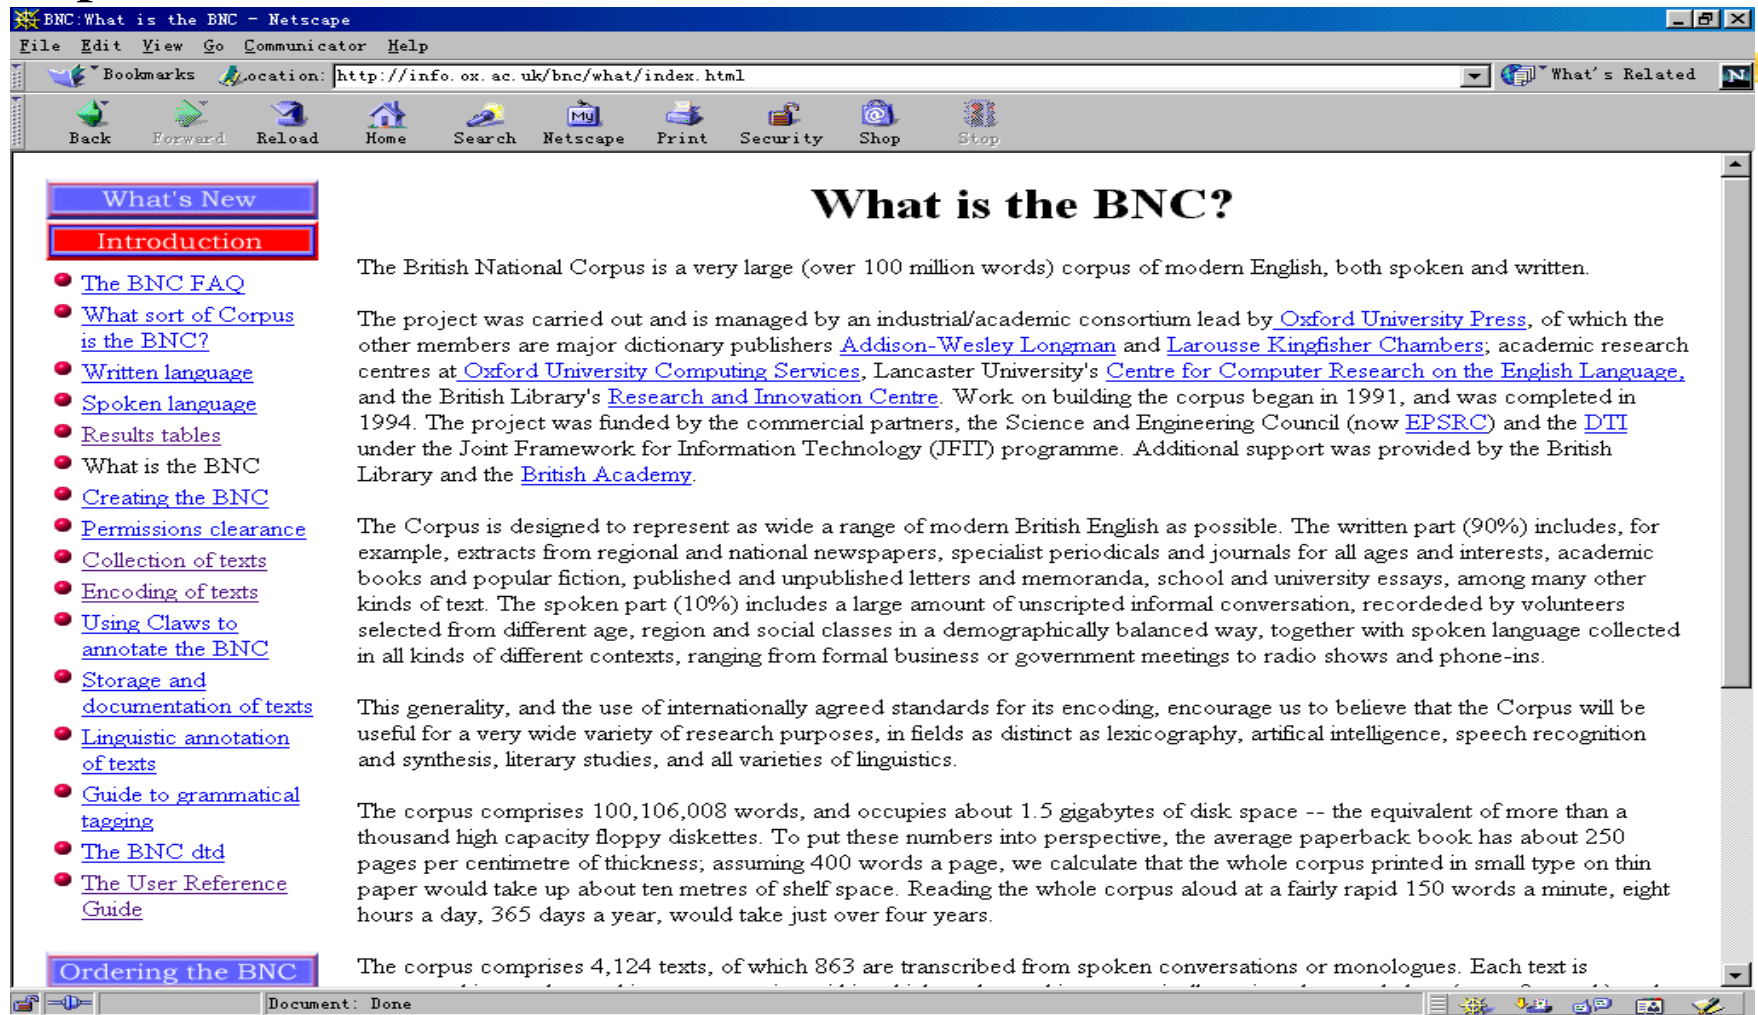 BNC:What is the BNC - Netscape
File Edit View Go Communicator Help
Bookmarks Location: http://info.ox.ac.uk/bnc/what/index.html What's Related N
My
Back Forward Reload Home Search Netscape Print Security Shop Stop
What's New
Introduction
The BNC FAQ
What sort of Corpus
is the BNC?
Written language
Spoken language
Results tables
What is the BNC
Creating the BNC
Permissions clearance
Collection of texts
Encoding of texts
Using Claws to
annotate the BNC
Storage and
documentation of texts
Linguistic annotation
of texts
Guide to grammatical
tagging
The BNC dtd
The User Reference
Guide
Ordering the BNC
What is the BNC?
The British National Corpus is a very large (over 100 million words) corpus of modern English, both spoken and written.
The project was carried out and is managed by an industrial/academic consortium lead by Oxford University Press, of which the
other members are major dictionary publishers Addison-Wesley Longman and Larousse Kingfisher Chambers; academic research
centres at Oxford University Computing Services, Lancaster University's Centre for Computer Research on the English Language,
and the British Library's Research and Innovation Centre. Work on building the corpus began in 1991, and was completed in
1994. The project was funded by the commercial partners, the Science and Engineering Council (now EPSRC) and the DTI
under the Joint Framework for Information Technology (JFIT) programme. Additional support was provided by the British
Library and the British Academy.
The Corpus is designed to represent as wide a range of modern British English as possible. The written part (90%) includes, for
example, extracts from regional and national newspapers, specialist periodicals and journals for all ages and interests, academic
books and popular fiction, published and unpublished letters and memoranda, school and university essays, among many other
kinds of text. The spoken part (10%) includes a large amount of unscripted informal conversation, recordeded by volunteers
selected from different age, region and social classes in a demographically balanced way, together with spoken language collected
in all kinds of different contexts, ranging from formal business or government meetings to radio shows and phone-ins.
This generality, and the use of internationally agreed standards for its encoding, encourage us to believe that the Corpus will be
useful for a very wide variety of research purposes, in fields as distinct as lexicography, artifical intelligence, speech recognition
and synthesis, literary studies, and all varieties of linguistics.
The corpus comprises 100,106,008 words, and occupies about 1.5 gigabytes of disk space -- the equivalent of more than a
thousand high capacity floppy diskettes. To put these numbers into perspective, the average paperback book has about 250
pages per centimetre of thickness; assuming 400 words a page, we calculate that the whole corpus printed in small type on thin
paper would take up about ten metres of shelf space. Reading the whole corpus aloud at a fairly rapid 150 words a minute, eight
hours a day, 365 days a year, would take just over four years.
The corpus comprises 4,124 texts, of which 863 are transcribed from spoken conversations or monologues. Each text is
Document: Done